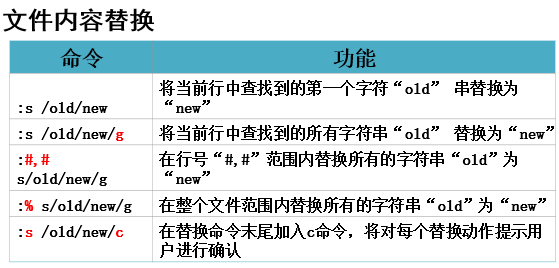 文件内容替换
命令 功能
:s /old/new 将当前行中查找到的第一个字符“old” 串替换为
“new”
:s /old/new/g 将当前行中查找到的所有字符串“old” 替换为“new”
:#,# 在行号“#,#”范围内替换所有的字符串“old”为
s/old/new/g “new”
:% s/old/new/g 在整个文件范围内替换所有的字符串“old”为“new”
:s /old/new/c 在替换命令末尾加入c命令，将对每个替换动作提示用
户进行确认